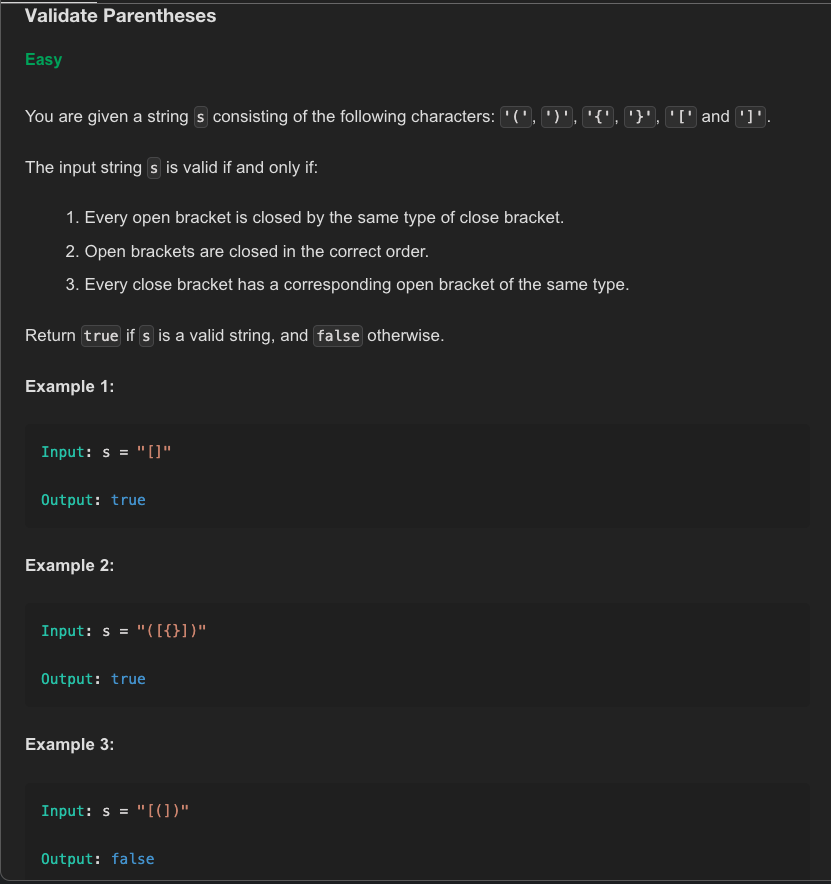 Validate Parentheses
Easy
You are given a string s consisting of the following characters: '(', ')', '{', '}', '[' and ']'.
The input string s is valid if and only if:
1. Every open bracket is closed by the same type of close bracket.
2. Open brackets are closed in the correct order.
3. Every close bracket has a corresponding open bracket of the same type.
Return true if s is a valid string, and false otherwise.
Example 1:
Input: s = "[]"
Output: true
Example 2:
Input: s = "([{}])"
Output: true
Example 3:
Input: s = "[(])"
Output: false